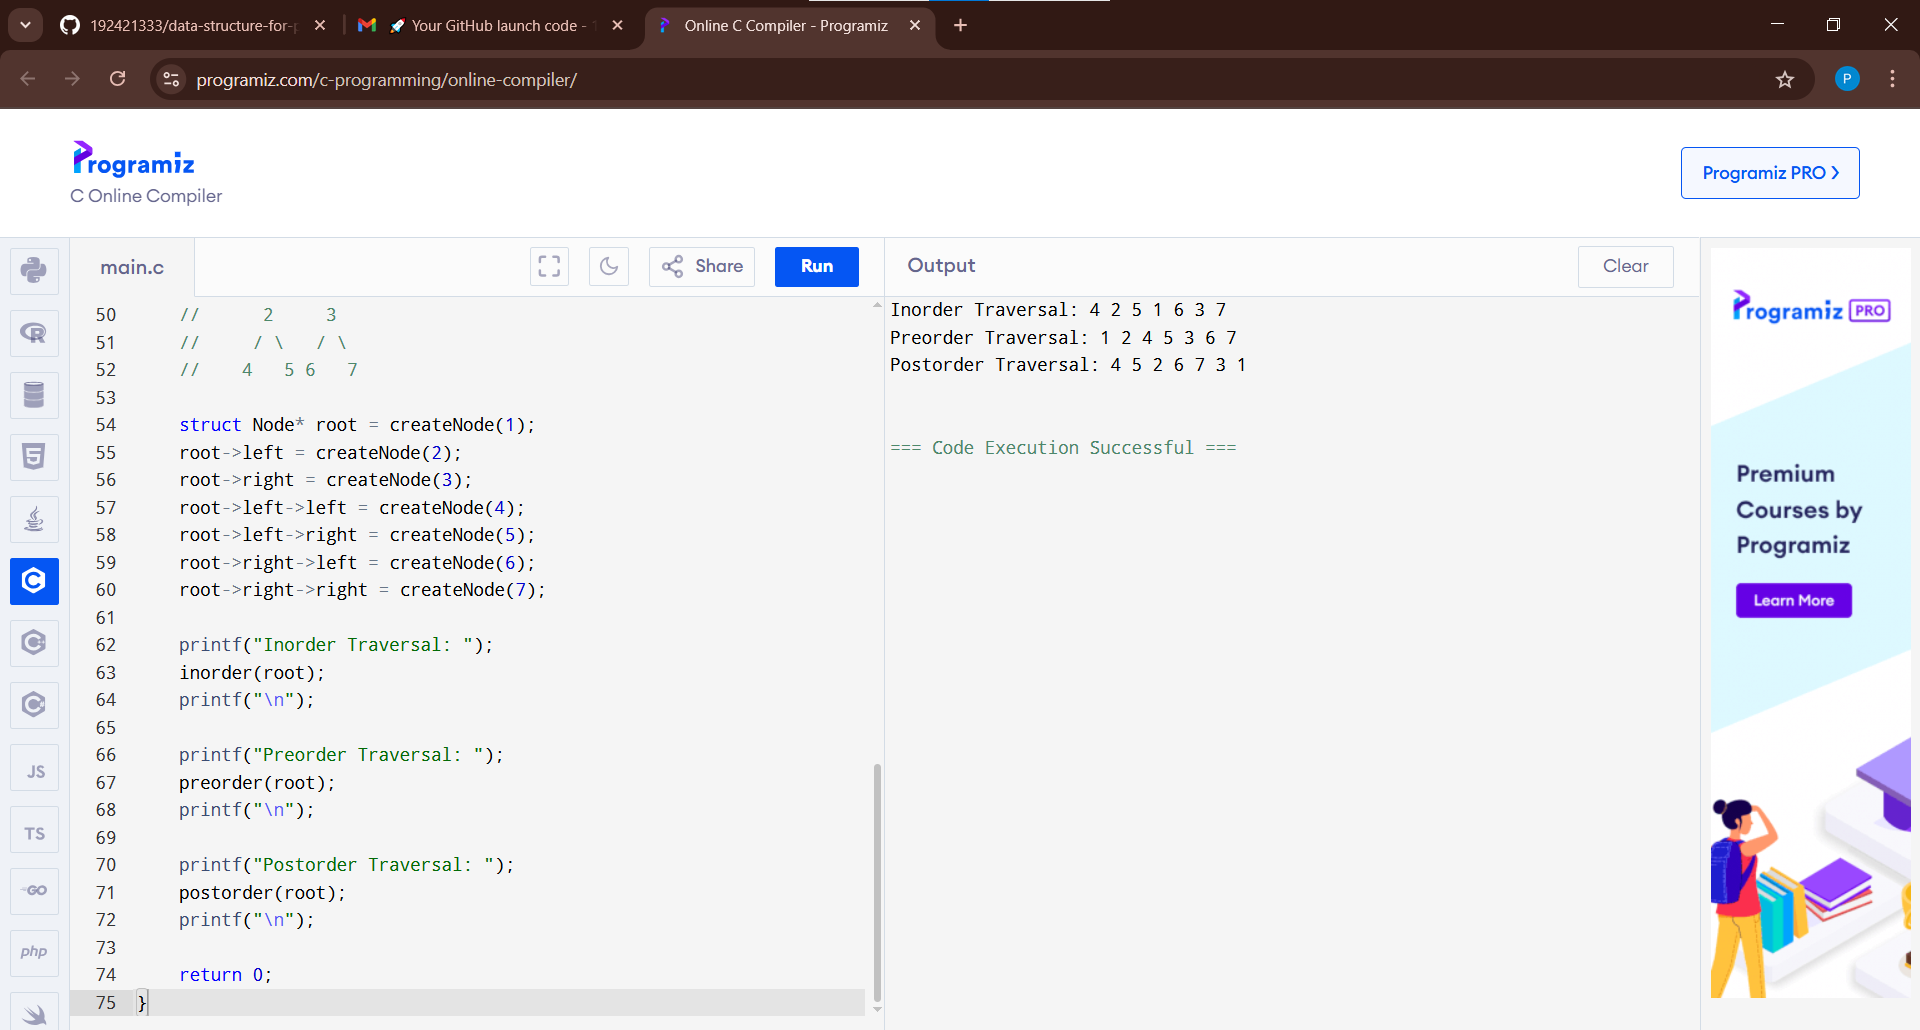 192421333/data-structure-for-p
🚀 Your GitHub launch code - 1
Online C Compiler - Programiz
programiz.com/c-programming/online-compiler/
P
Programiz
C Online Compiler
Programiz PRO >
main.c
Share
Run
Output
Clear
50 //      2     3
51 //     / \   / \
52 //    4   5 6   7
53
54 struct Node* root = createNode(1);
55 root->left = createNode(2);
56 root->right = createNode(3);
57 root->left->left = createNode(4);
58 root->left->right = createNode(5);
59 root->right->left = createNode(6);
60 root->right->right = createNode(7);
61
62 printf("Inorder Traversal: ");
63 inorder(root);
64 printf("\n");
65
66 printf("Preorder Traversal: ");
67 preorder(root);
68 printf("\n");
69
70 printf("Postorder Traversal: ");
71 postorder(root);
72 printf("\n");
73
74 return 0;
75 }
Inorder Traversal: 4 2 5 1 6 3 7
Preorder Traversal: 1 2 4 5 3 6 7
Postorder Traversal: 4 5 2 6 7 3 1
=== Code Execution Successful ===
R
5
C
C
C
JS
TS
GO
php
Programiz PRO
Premium
Courses by
Programiz
Learn More